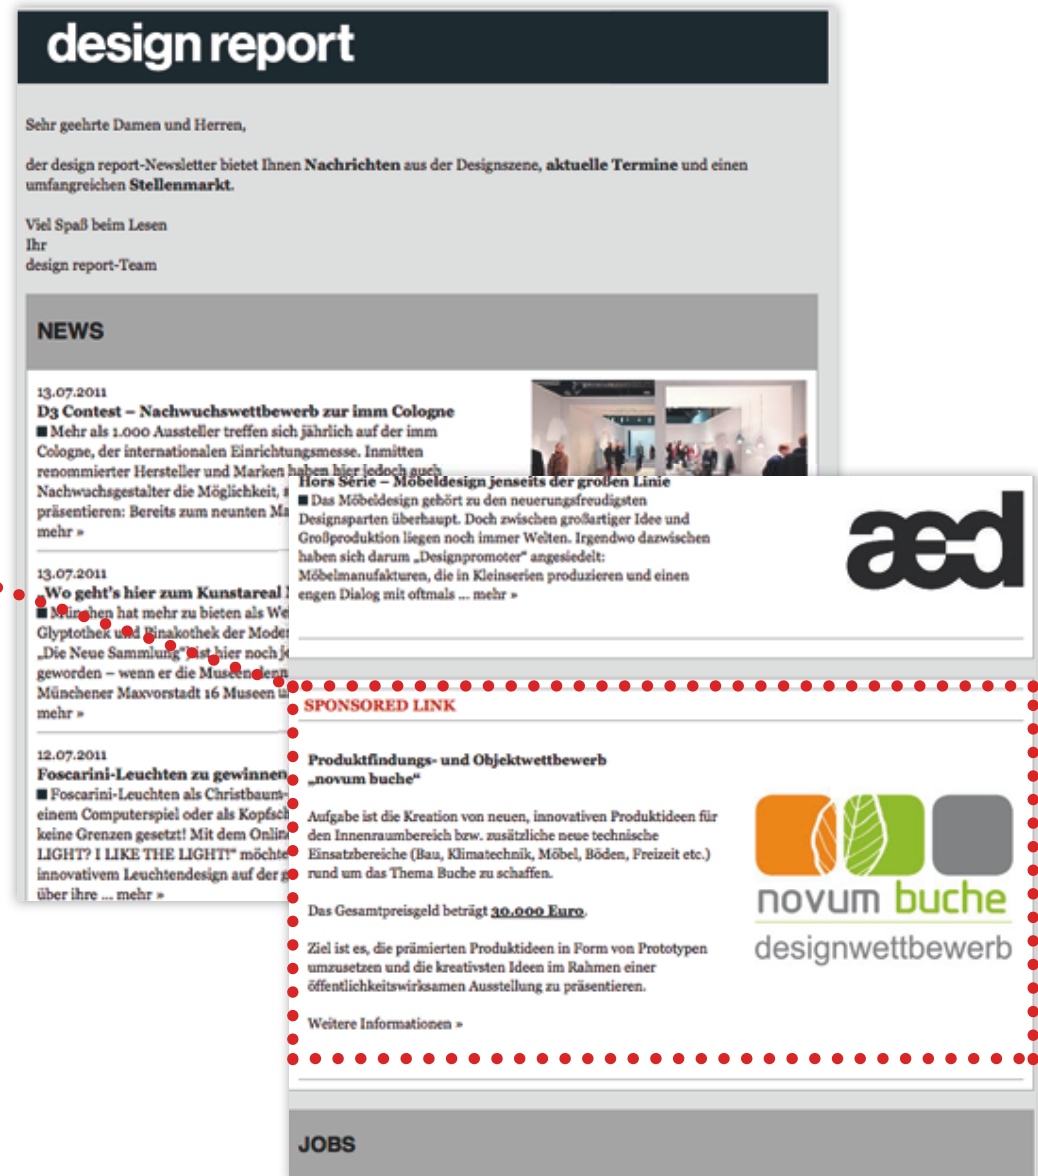 design report
Sehr geehrte Damen und Herren,
der design report-Newsletter bietet Ihnen Nachrichten aus der Designszene, aktuelle Termine und einen
umfangreichen Stellenmarkt.
Viel Spaß beim Lesen
Ihr
design report-Team
NEWS
13.07.2011
D3 Contest – Nachwuchswettbewerb zur imm Cologne
■ Mehr als 1.000 Aussteller treffen sich jährlich auf der imm
Cologne, der internationalen Einrichtungsmesse. Inmitten
renommierter Hersteller und Marken haben hier jedoch auch
Nachwuchsgestalter die Möglichkeit,
präsentieren: Bereits zum neunten
mehr »
13.07.2011
„Wo geht’s hier zum Kunstareal
■ München hat mehr zu bieten als
Glyptothek und Pinakothek der
„Die Neue Sammlung“ ist hier noch
geworden – wenn er die Museen
Münchener Maxvorstadt 16 Museen
mehr »
12.07.2011
Foscarini-Leuchten zu gewinnen
■ Foscarini-Leuchten als Christbaum-
einem Computerspiel oder als
keine Grenzen gesetzt! Mit dem
LIGHT? I LIKE THE LIGHT!“ möchte
innovativem Leuchtendesign auf der
über ihre ... mehr »
Hors Série – Möbeldesign jenseits der großen Linie
■ Das Möbeldesign gehört zu den neuerungsfreudigsten
Designsparten überhaupt. Doch zwischen großartiger Idee und
Großproduktion liegen noch immer Welten. Irgendwo dazwischen
haben sich darum „Designpromoter“ angesiedelt:
Möbelmanufakturen, die in Kleinserien produzieren und einen
engen Dialog mit oftmals ... mehr »
aed
SPONSORED LINK
Produktfindungs- und Objektwettbewerb
„novum buche“
Aufgabe ist die Kreation von neuen, innovativen Produktideen für
den Innenraumbereich bzw. zusätzliche neue technische
Einsatzbereiche (Bau, Klimatechnik, Möbel, Böden, Freizeit etc.)
rund um das Thema Buche zu schaffen.
Das Gesamtpreisgeld beträgt 30.000 Euro.
Ziel ist es, die prämierten Produktideen in Form von Prototypen
umzusetzen und die kreativsten Ideen im Rahmen einer
öffentlichkeitswirksamen Ausstellung zu präsentieren.
Weitere Informationen »
novum buche
designwettbewerb
JOBS